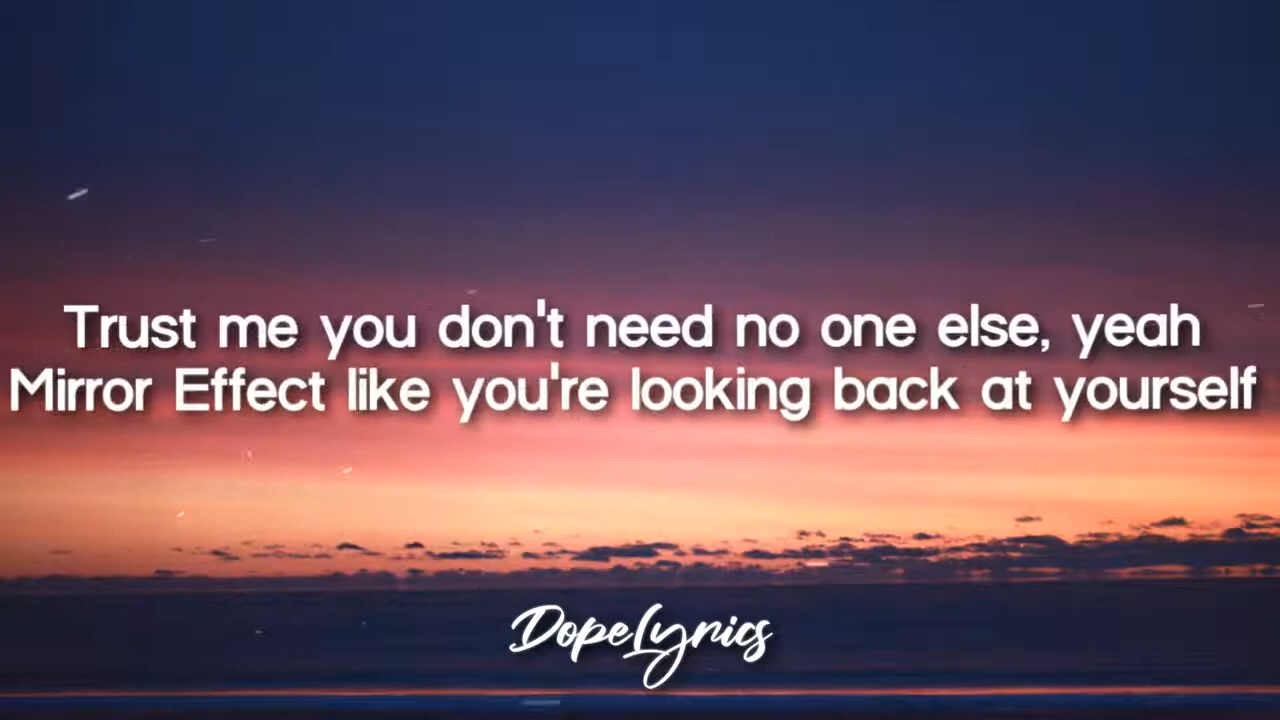 Trust me you don't need no one else, yeah
Mirror Effect like you're looking back at yourself
DopeLyrics